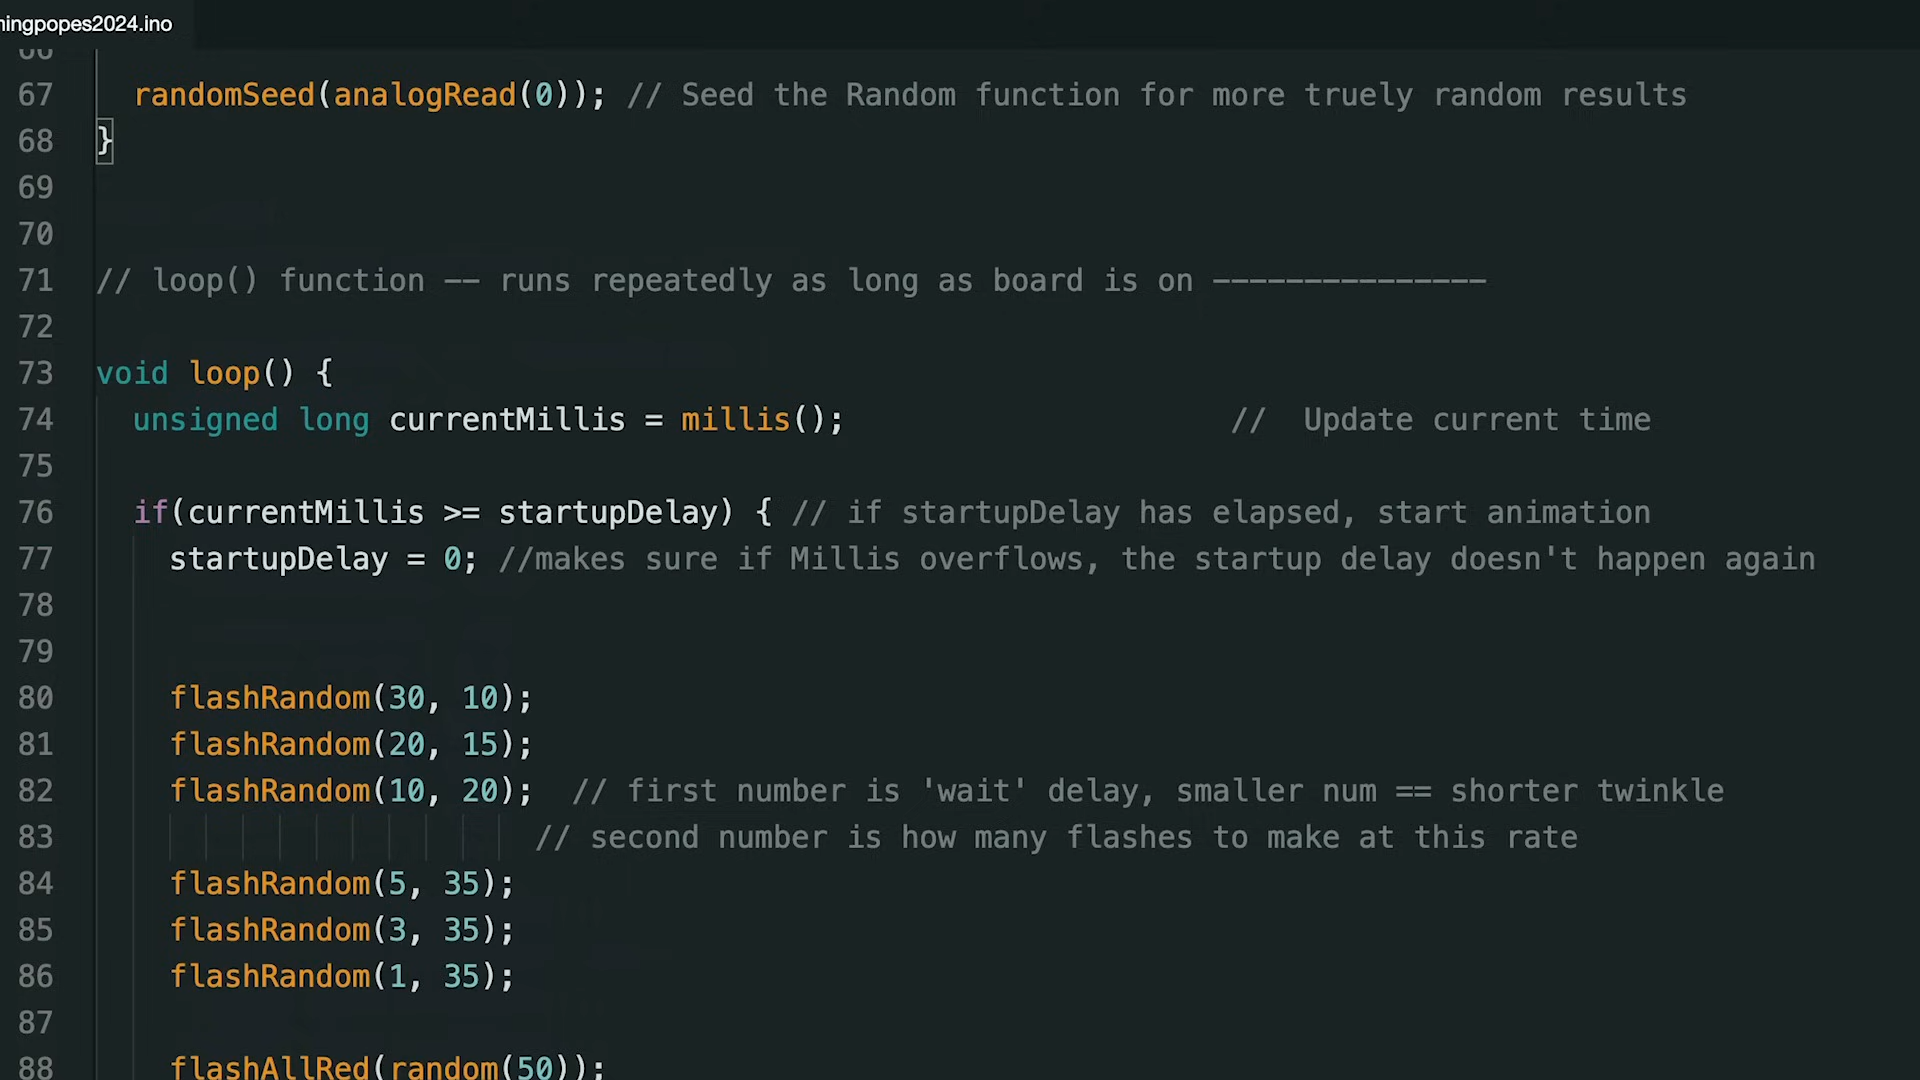 mingpopes2024.ino
66
67 randomSeed(analogRead(0)); // Seed the Random function for more truely random results
68 }
69
70
71 // loop() function -- runs repeatedly as long as board is on ---------------
72
73 void loop() {
74 unsigned long currentMillis = millis(); //  Update current time
75
76 if(currentMillis >= startupDelay) { // if startupDelay has elapsed, start animation
77 startupDelay = 0; //makes sure if Millis overflows, the startup delay doesn't happen again
78
79
80 flashRandom(30, 10);
81 flashRandom(20, 15);
82 flashRandom(10, 20);  // first number is 'wait' delay, smaller num == shorter twinkle
83 // second number is how many flashes to make at this rate
84 flashRandom(5, 35);
85 flashRandom(3, 35);
86 flashRandom(1, 35);
87
88 flashAllRed(random(50));